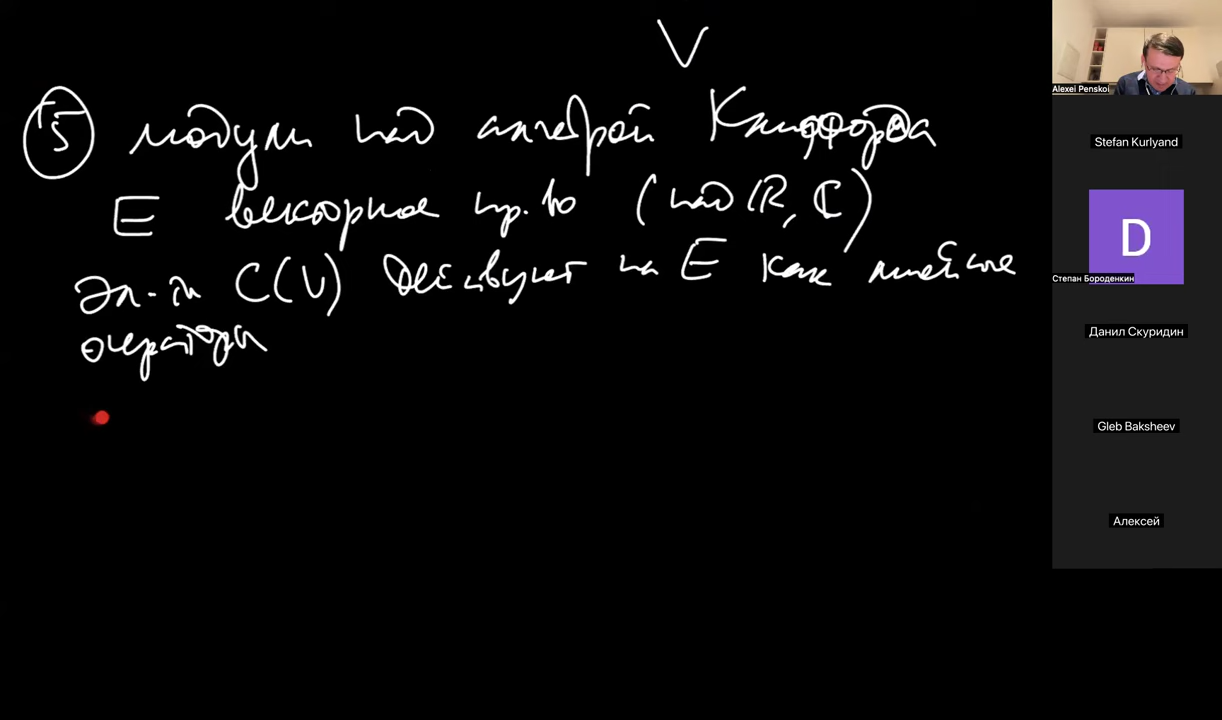 V
⑮ модули над алгеброй Клиффорда
E векторное пр-во (над ℝ, ℂ)
Эл-ты C(V) действуют на E как линейные
операторы
Alexei Penskoi
Stefan Kurlyand
D
Степан Бороденкин
Данил Скуридин
Gleb Baksheev
Алексей